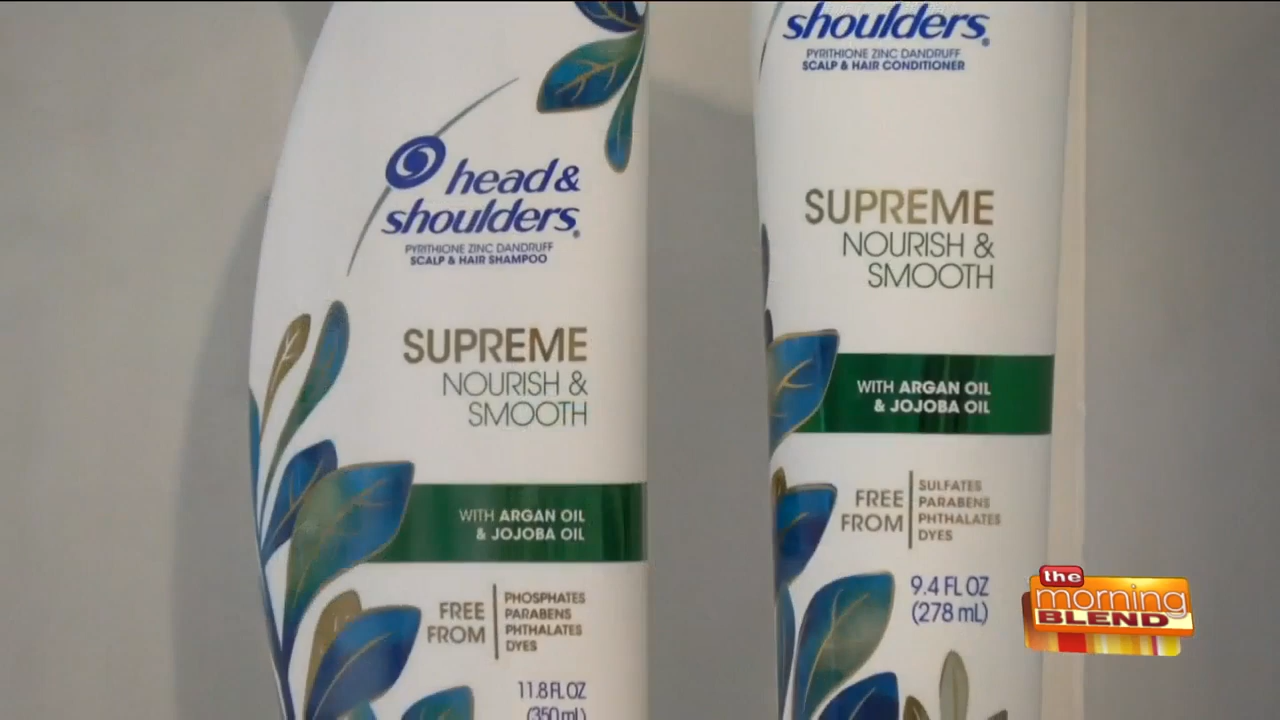 head &
shoulders®
PYRITHIONE ZINC DANDRUFF
SCALP & HAIR SHAMPOO
SUPREME
NOURISH &
SMOOTH
WITH ARGAN OIL
& JOJOBA OIL
FREE
FROM
PHOSPHATES
PARABENS
PHTHALATES
DYES
11.8 FL OZ
(350 mL)
shoulders®
PYRITHIONE ZINC DANDRUFF
SCALP & HAIR CONDITIONER
SUPREME
NOURISH &
SMOOTH
WITH ARGAN OIL
& JOJOBA OIL
FREE
FROM
SULFATES
PARABENS
PHTHALATES
DYES
9.4 FL OZ
(278 mL)
the
morning
BLEND